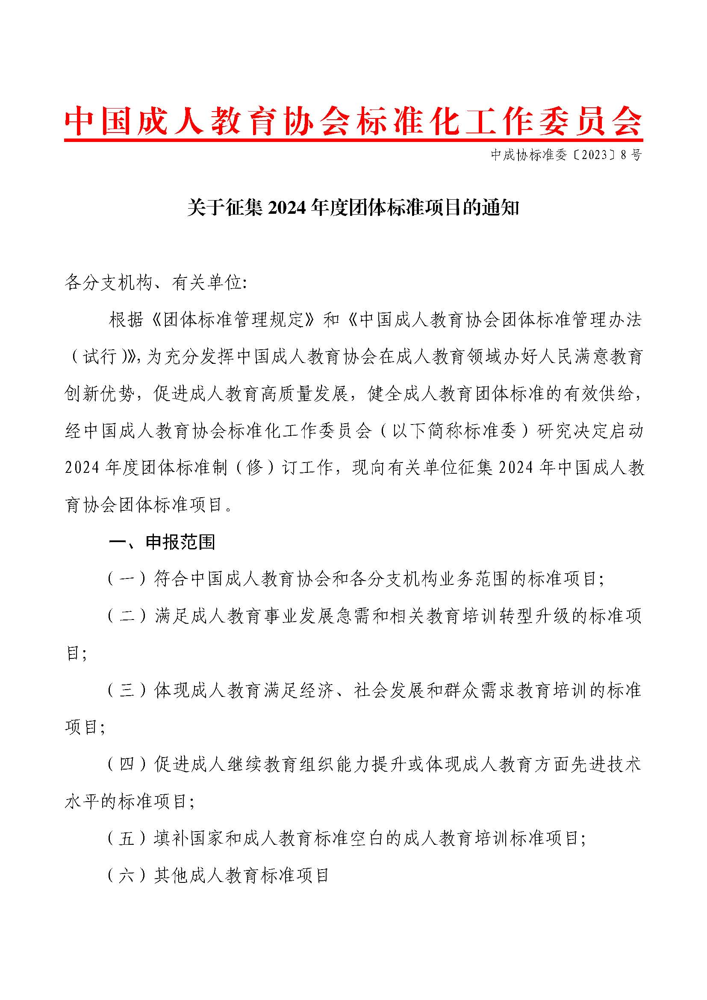 中国成人教育协会标准化工作委员会
中成协标准委〔2023〕8 号
关于征集 2024 年度团体标准项目的通知
各分支机构、有关单位:
根据《团体标准管理规定》和《中国成人教育协会团体标准管理办法
（试行）》，为充分发挥中国成人教育协会在成人教育领域办好人民满意教育
创新优势，促进成人教育高质量发展，健全成人教育团体标准的有效供给，
经中国成人教育协会标准化工作委员会（以下简称标准委）研究决定启动
2024 年度团体标准制（修）订工作，现向有关单位征集 2024 年中国成人教
育协会团体标准项目。
一、申报范围
（一）符合中国成人教育协会和各分支机构业务范围的标准项目；
（二）满足成人教育事业发展急需和相关教育培训转型升级的标准项
目；
（三）体现成人教育满足经济、社会发展和群众需求教育培训的标准
项目；
（四）促进成人继续教育组织能力提升或体现成人教育方面先进技术
水平的标准项目；
（五）填补国家和成人教育标准空白的成人教育培训标准项目；
（六）其他成人教育标准项目